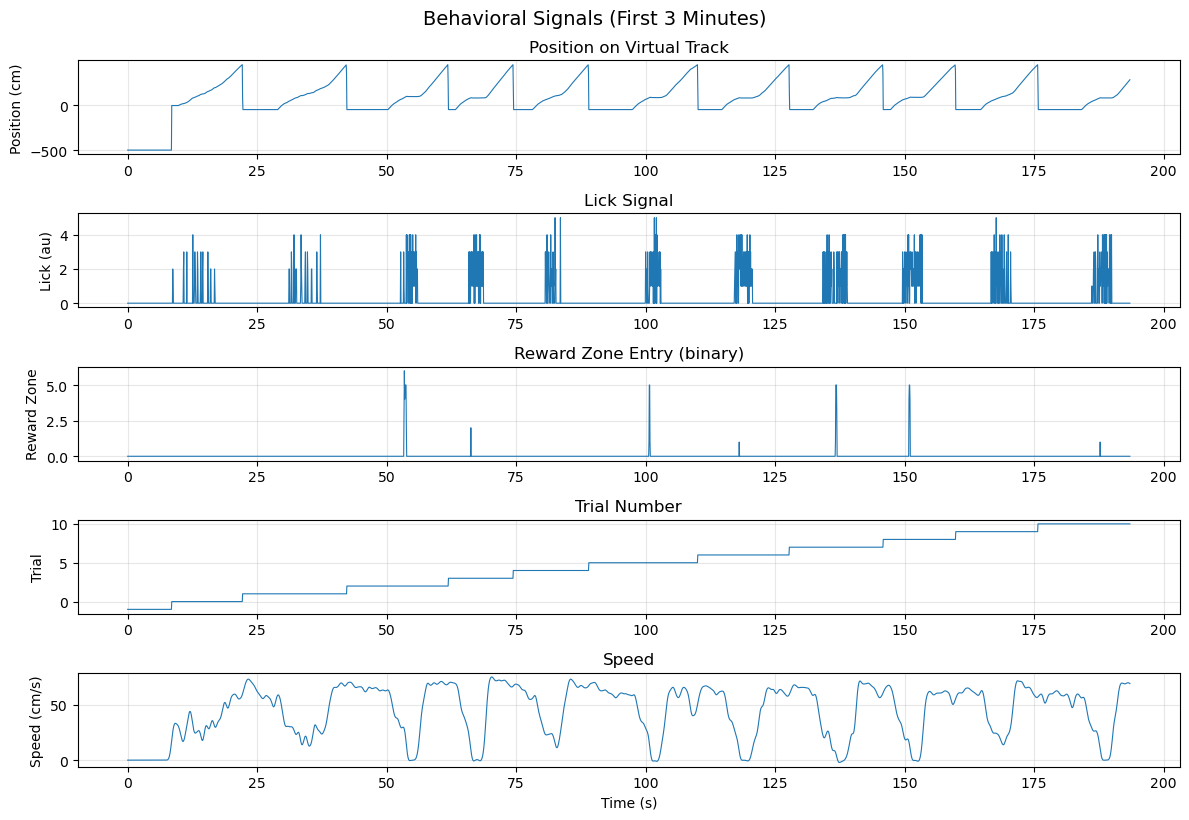 Behavioral Signals (First 3 Minutes)
Position on Virtual Track
Position (cm)
0
−500
0 25 50 75 100 125 150 175 200
Lick Signal
Lick (au)
4
2
0
0 25 50 75 100 125 150 175 200
Reward Zone Entry (binary)
Reward Zone
5.0
2.5
0.0
0 25 50 75 100 125 150 175 200
Trial Number
Trial
10
5
0
0 25 50 75 100 125 150 175 200
Speed
Speed (cm/s)
50
0
0 25 50 75 100 125 150 175 200
Time (s)